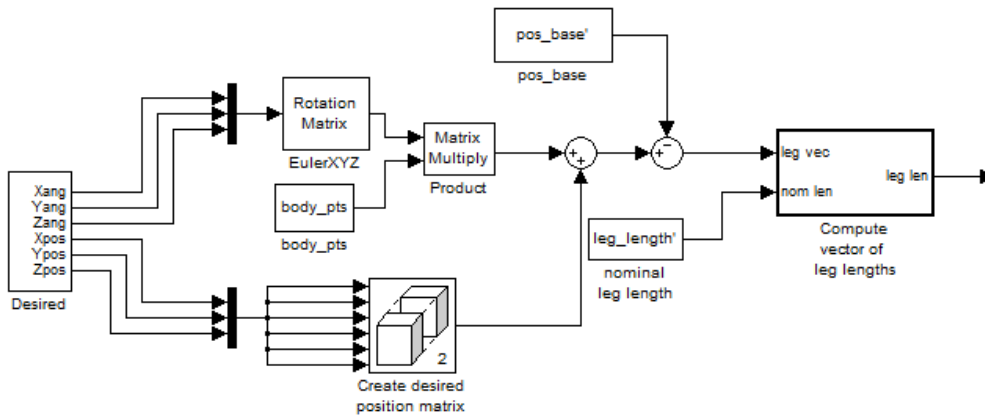 pos_base'
pos_base
Rotation
Matrix
EulerXYZ
Matrix
Multiply
Product
body_pts
body_pts
Xang
Yang
Zang
Xpos
Ypos
Zpos
Desired
+
+
+
−
leg vec
nom len
leg len
Compute
vector of
leg lengths
leg_length'
nominal
leg length
2
Create desired
position matrix